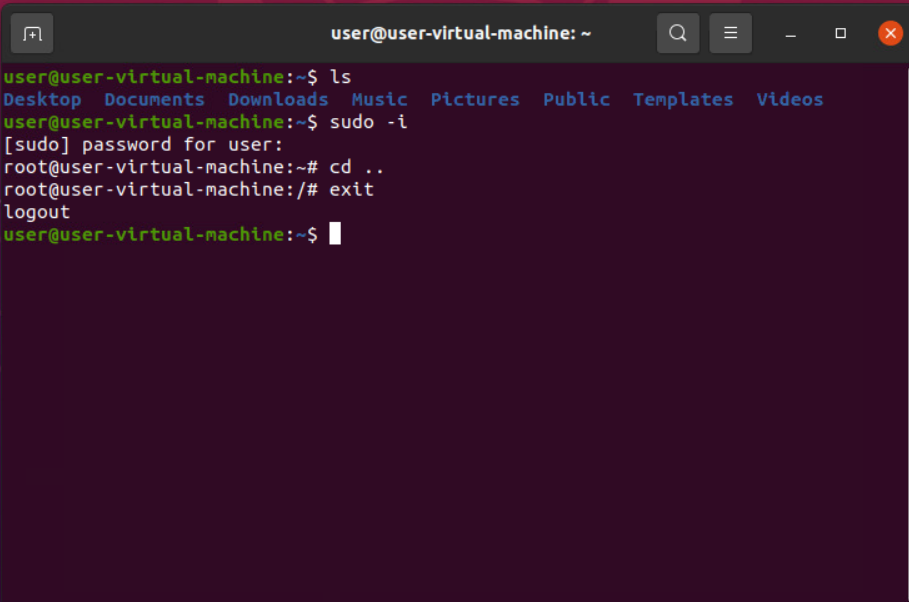 user@user-virtual-machine: ~
user@user-virtual-machine:~$ ls
Desktop  Documents  Downloads  Music  Pictures  Public  Templates  Videos
user@user-virtual-machine:~$ sudo -i
[sudo] password for user:
root@user-virtual-machine:~# cd ..
root@user-virtual-machine:/# exit
logout
user@user-virtual-machine:~$